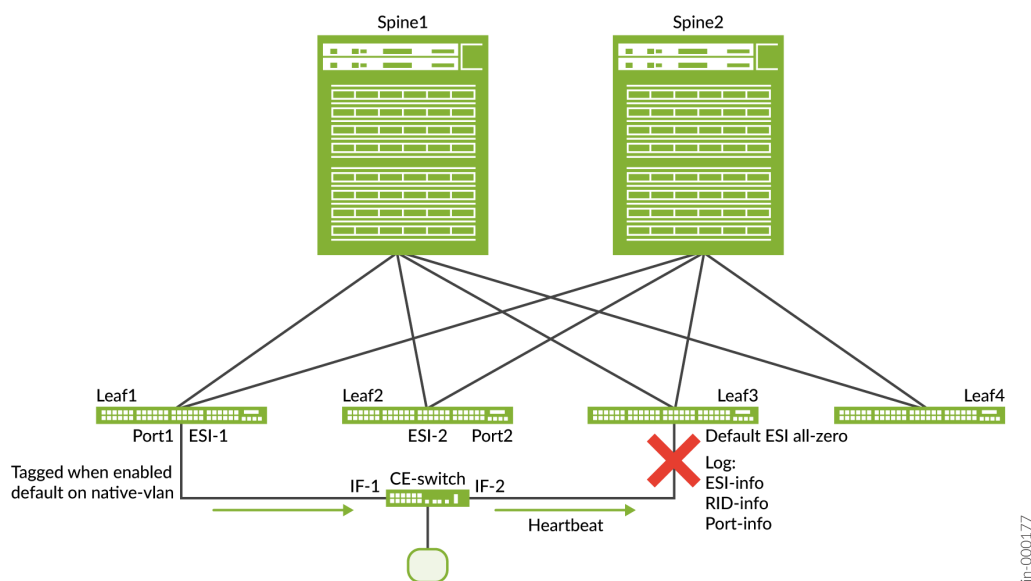 Spine1
Spine2
Leaf1
Leaf2
Leaf3
Leaf4
Port1
ESI-1
ESI-2
Port2
Default ESI all-zero
Log:
ESI-info
RID-info
Port-info
Tagged when enabled
default on native-vlan
IF-1
CE-switch
IF-2
Heartbeat
jn-000177